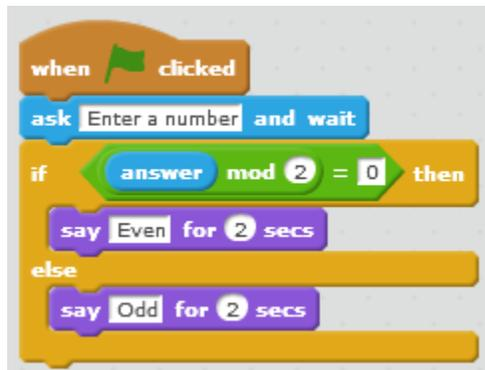 when clicked
ask Enter a number and wait
if answer mod 2 = 0 then
say Even for 2 secs
else
say Odd for 2 secs